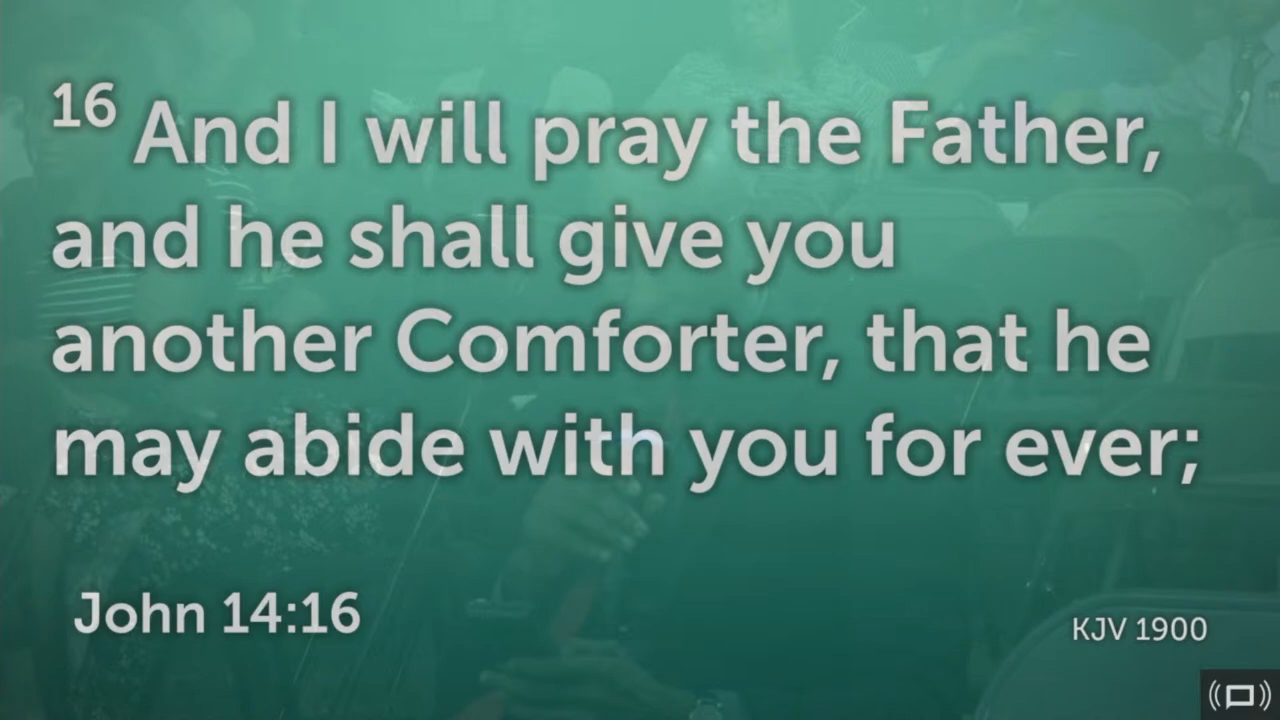 16 And I will pray the Father,
and he shall give you
another Comforter, that he
may abide with you for ever;
John 14:16
KJV 1900